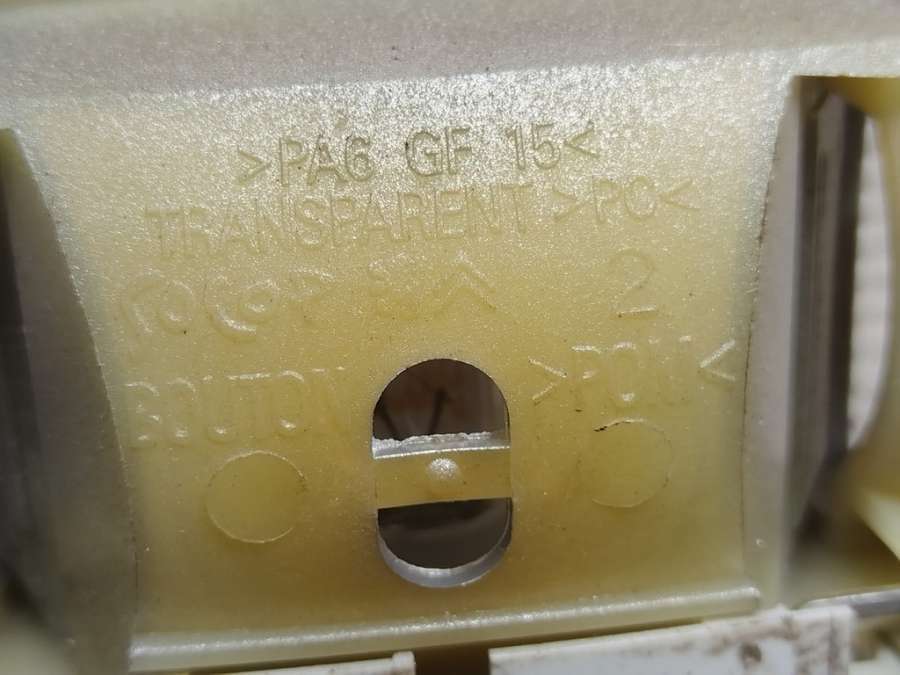 >PA6 GF 15<
TRANSPARENT >PC<
2
BOUTON >POM<